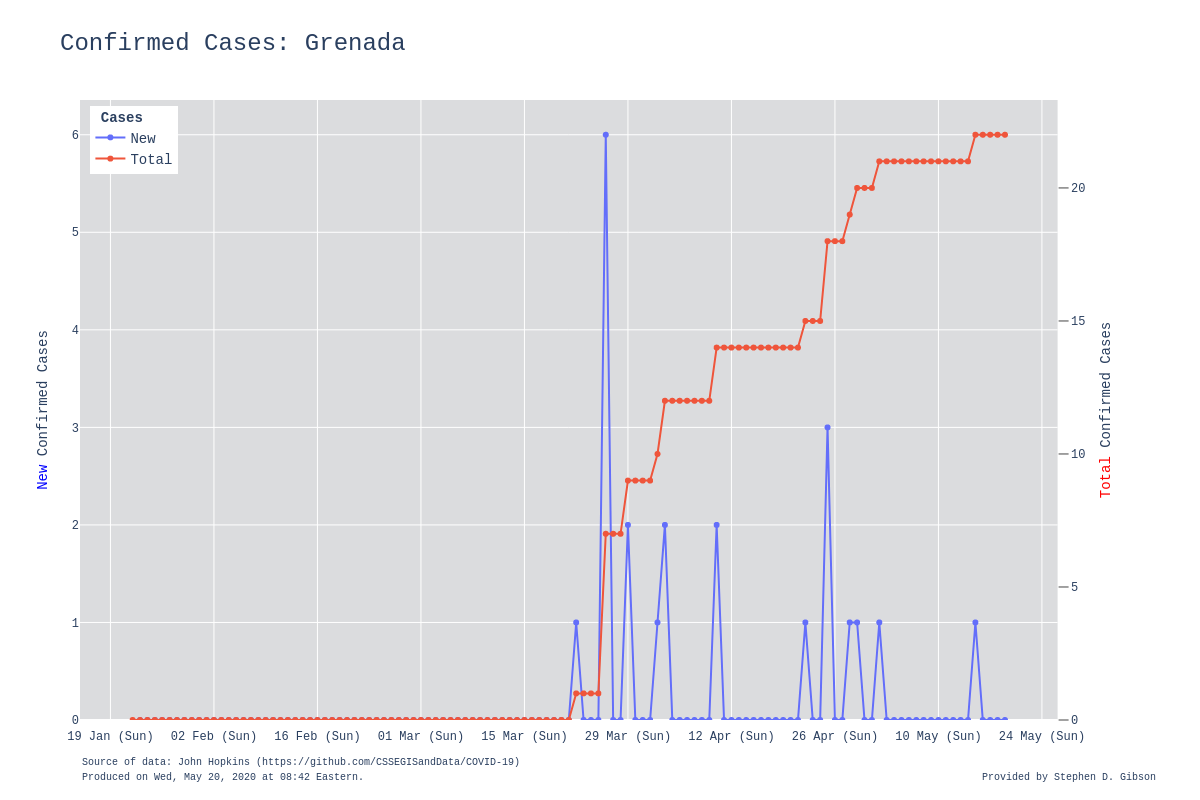 Confirmed Cases: Grenada
Cases
New
Total
6
5
4
3
2
1
0
New Confirmed Cases
20
15
10
5
0
Total Confirmed Cases
19 Jan (Sun) 02 Feb (Sun) 16 Feb (Sun) 01 Mar (Sun) 15 Mar (Sun) 29 Mar (Sun) 12 Apr (Sun) 26 Apr (Sun) 10 May (Sun) 24 May (Sun)
Source of data: John Hopkins (https://github.com/CSSEGISandData/COVID-19)
Produced on Wed, May 20, 2020 at 08:42 Eastern.
Provided by Stephen D. Gibson